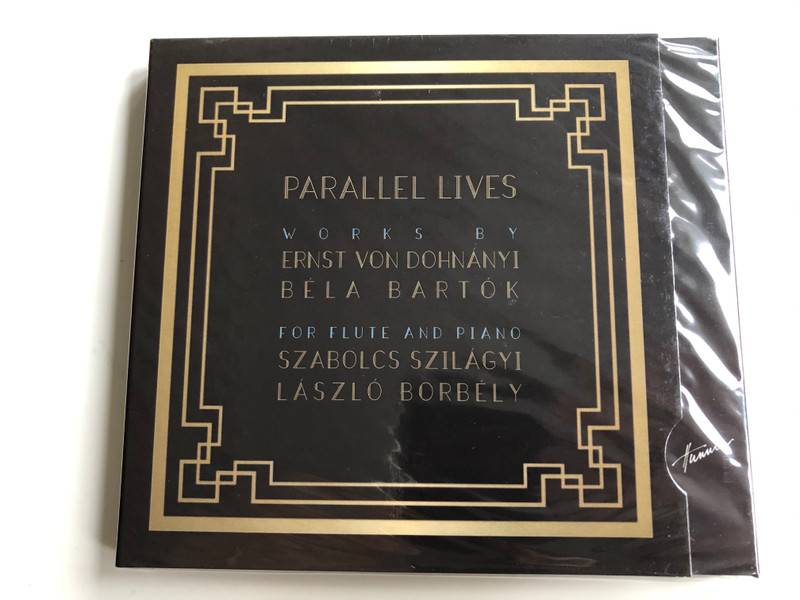 PARALLEL LIVES
WORKS BY
ERNST VON DOHNÁNYI
BÉLA BARTÓK
FOR FLUTE AND PIANO
SZABOLCS SZILÁGYI
LÁSZLÓ BORBÉLY